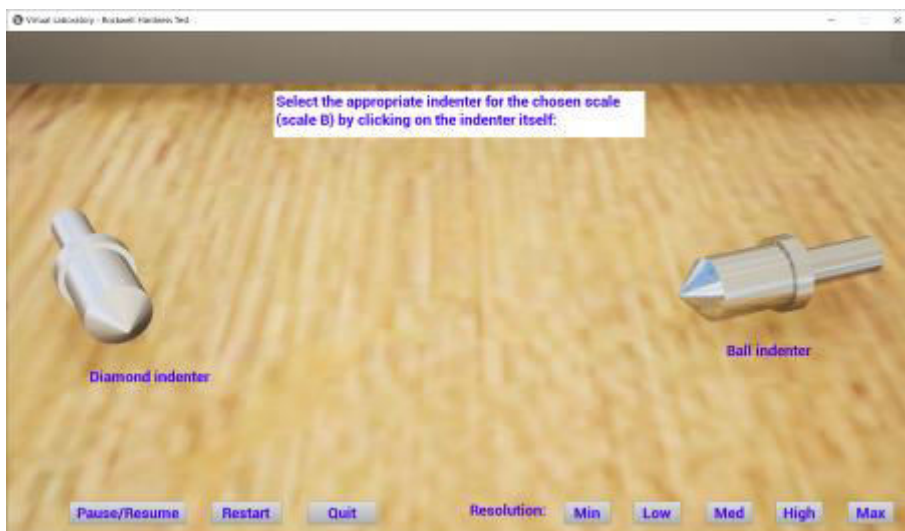 Virtual Laboratory - Rockwell Hardness Test
Select the appropriate indenter for the chosen scale
(scale B) by clicking on the indenter itself:
Ball indenter
Diamond indenter
Pause/Resume Restart Quit Resolution: Min Low Med High Max